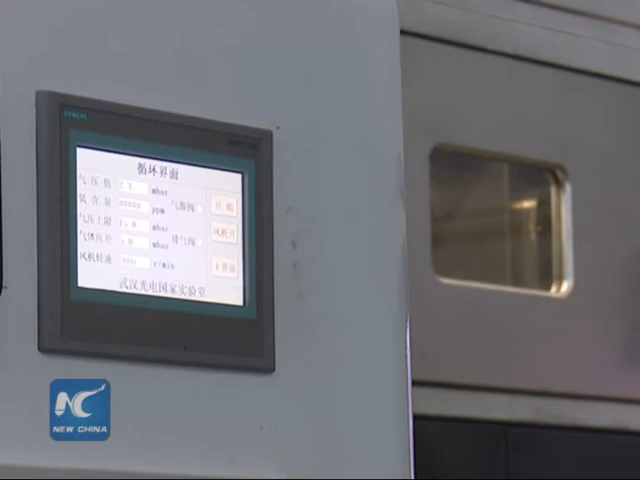 SIEMENS
循环界面
气压值 mbar
氧含量 ppm 气源阀 开始
气压上限 mbar
气体压差 mbar 排气阀 风机开
风机转速 r/min 主界面
武汉光电国家实验室
NEW CHINA